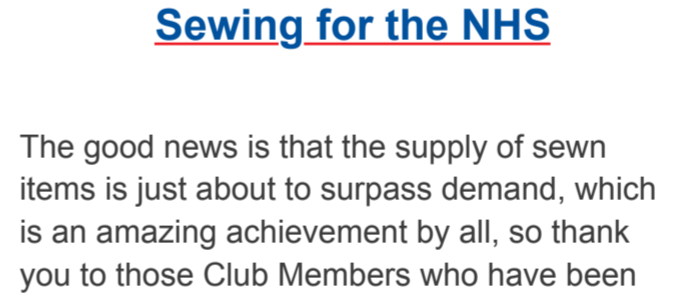 Sewing for the NHS
The good news is that the supply of sewn
items is just about to surpass demand, which
is an amazing achievement by all, so thank
you to those Club Members who have been